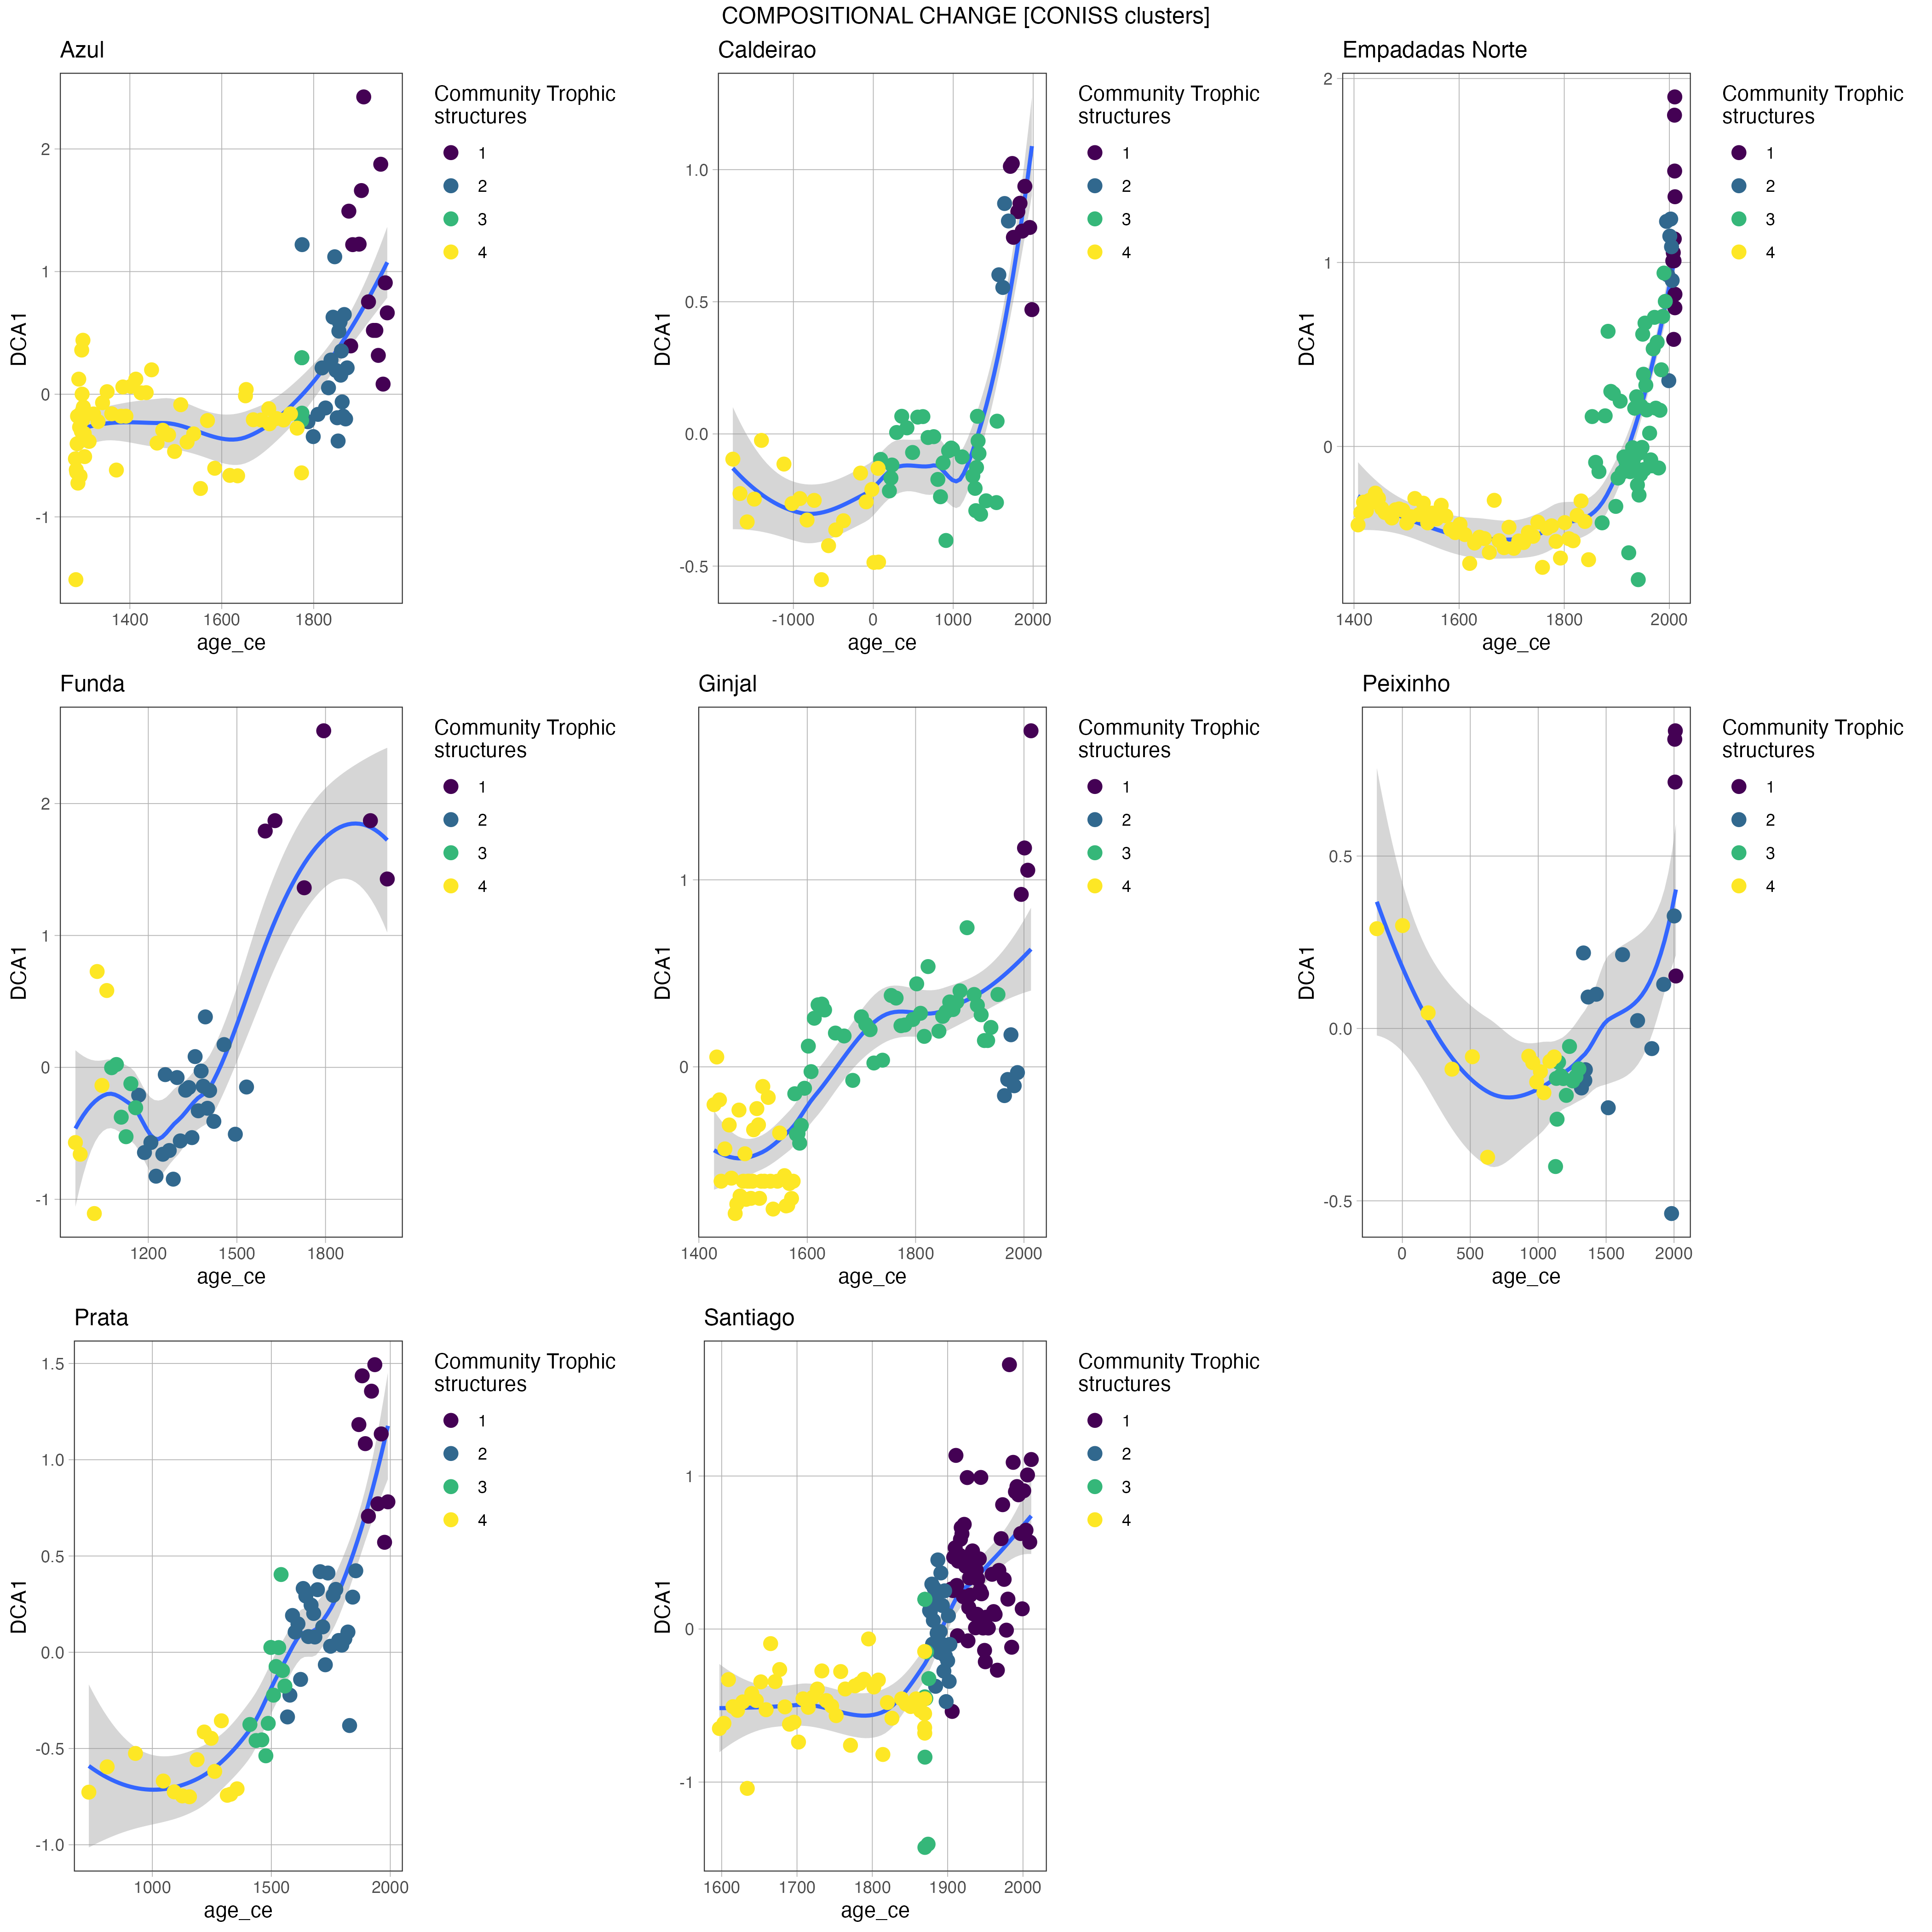 COMPOSITIONAL CHANGE [CONISS clusters]
Azul
DCA1
2
1
0
-1
1400 1600 1800
age_ce
Community Trophic
structures
1
2
3
4
Caldeirao
DCA1
1.0
0.5
0.0
-0.5
-1000 0 1000 2000
age_ce
Community Trophic
structures
1
2
3
4
Empadadas Norte
DCA1
2
1
0
1400 1600 1800 2000
age_ce
Community Trophic
structures
1
2
3
4
Funda
DCA1
2
1
0
-1
1200 1500 1800
age_ce
Community Trophic
structures
1
2
3
4
Ginjal
DCA1
1
0
1400 1600 1800 2000
age_ce
Community Trophic
structures
1
2
3
4
Peixinho
DCA1
0.5
0.0
-0.5
0 500 1000 1500 2000
age_ce
Community Trophic
structures
1
2
3
4
Prata
DCA1
1.5
1.0
0.5
0.0
-0.5
-1.0
1000 1500 2000
age_ce
Community Trophic
structures
1
2
3
4
Santiago
DCA1
1
0
-1
1600 1700 1800 1900 2000
age_ce
Community Trophic
structures
1
2
3
4